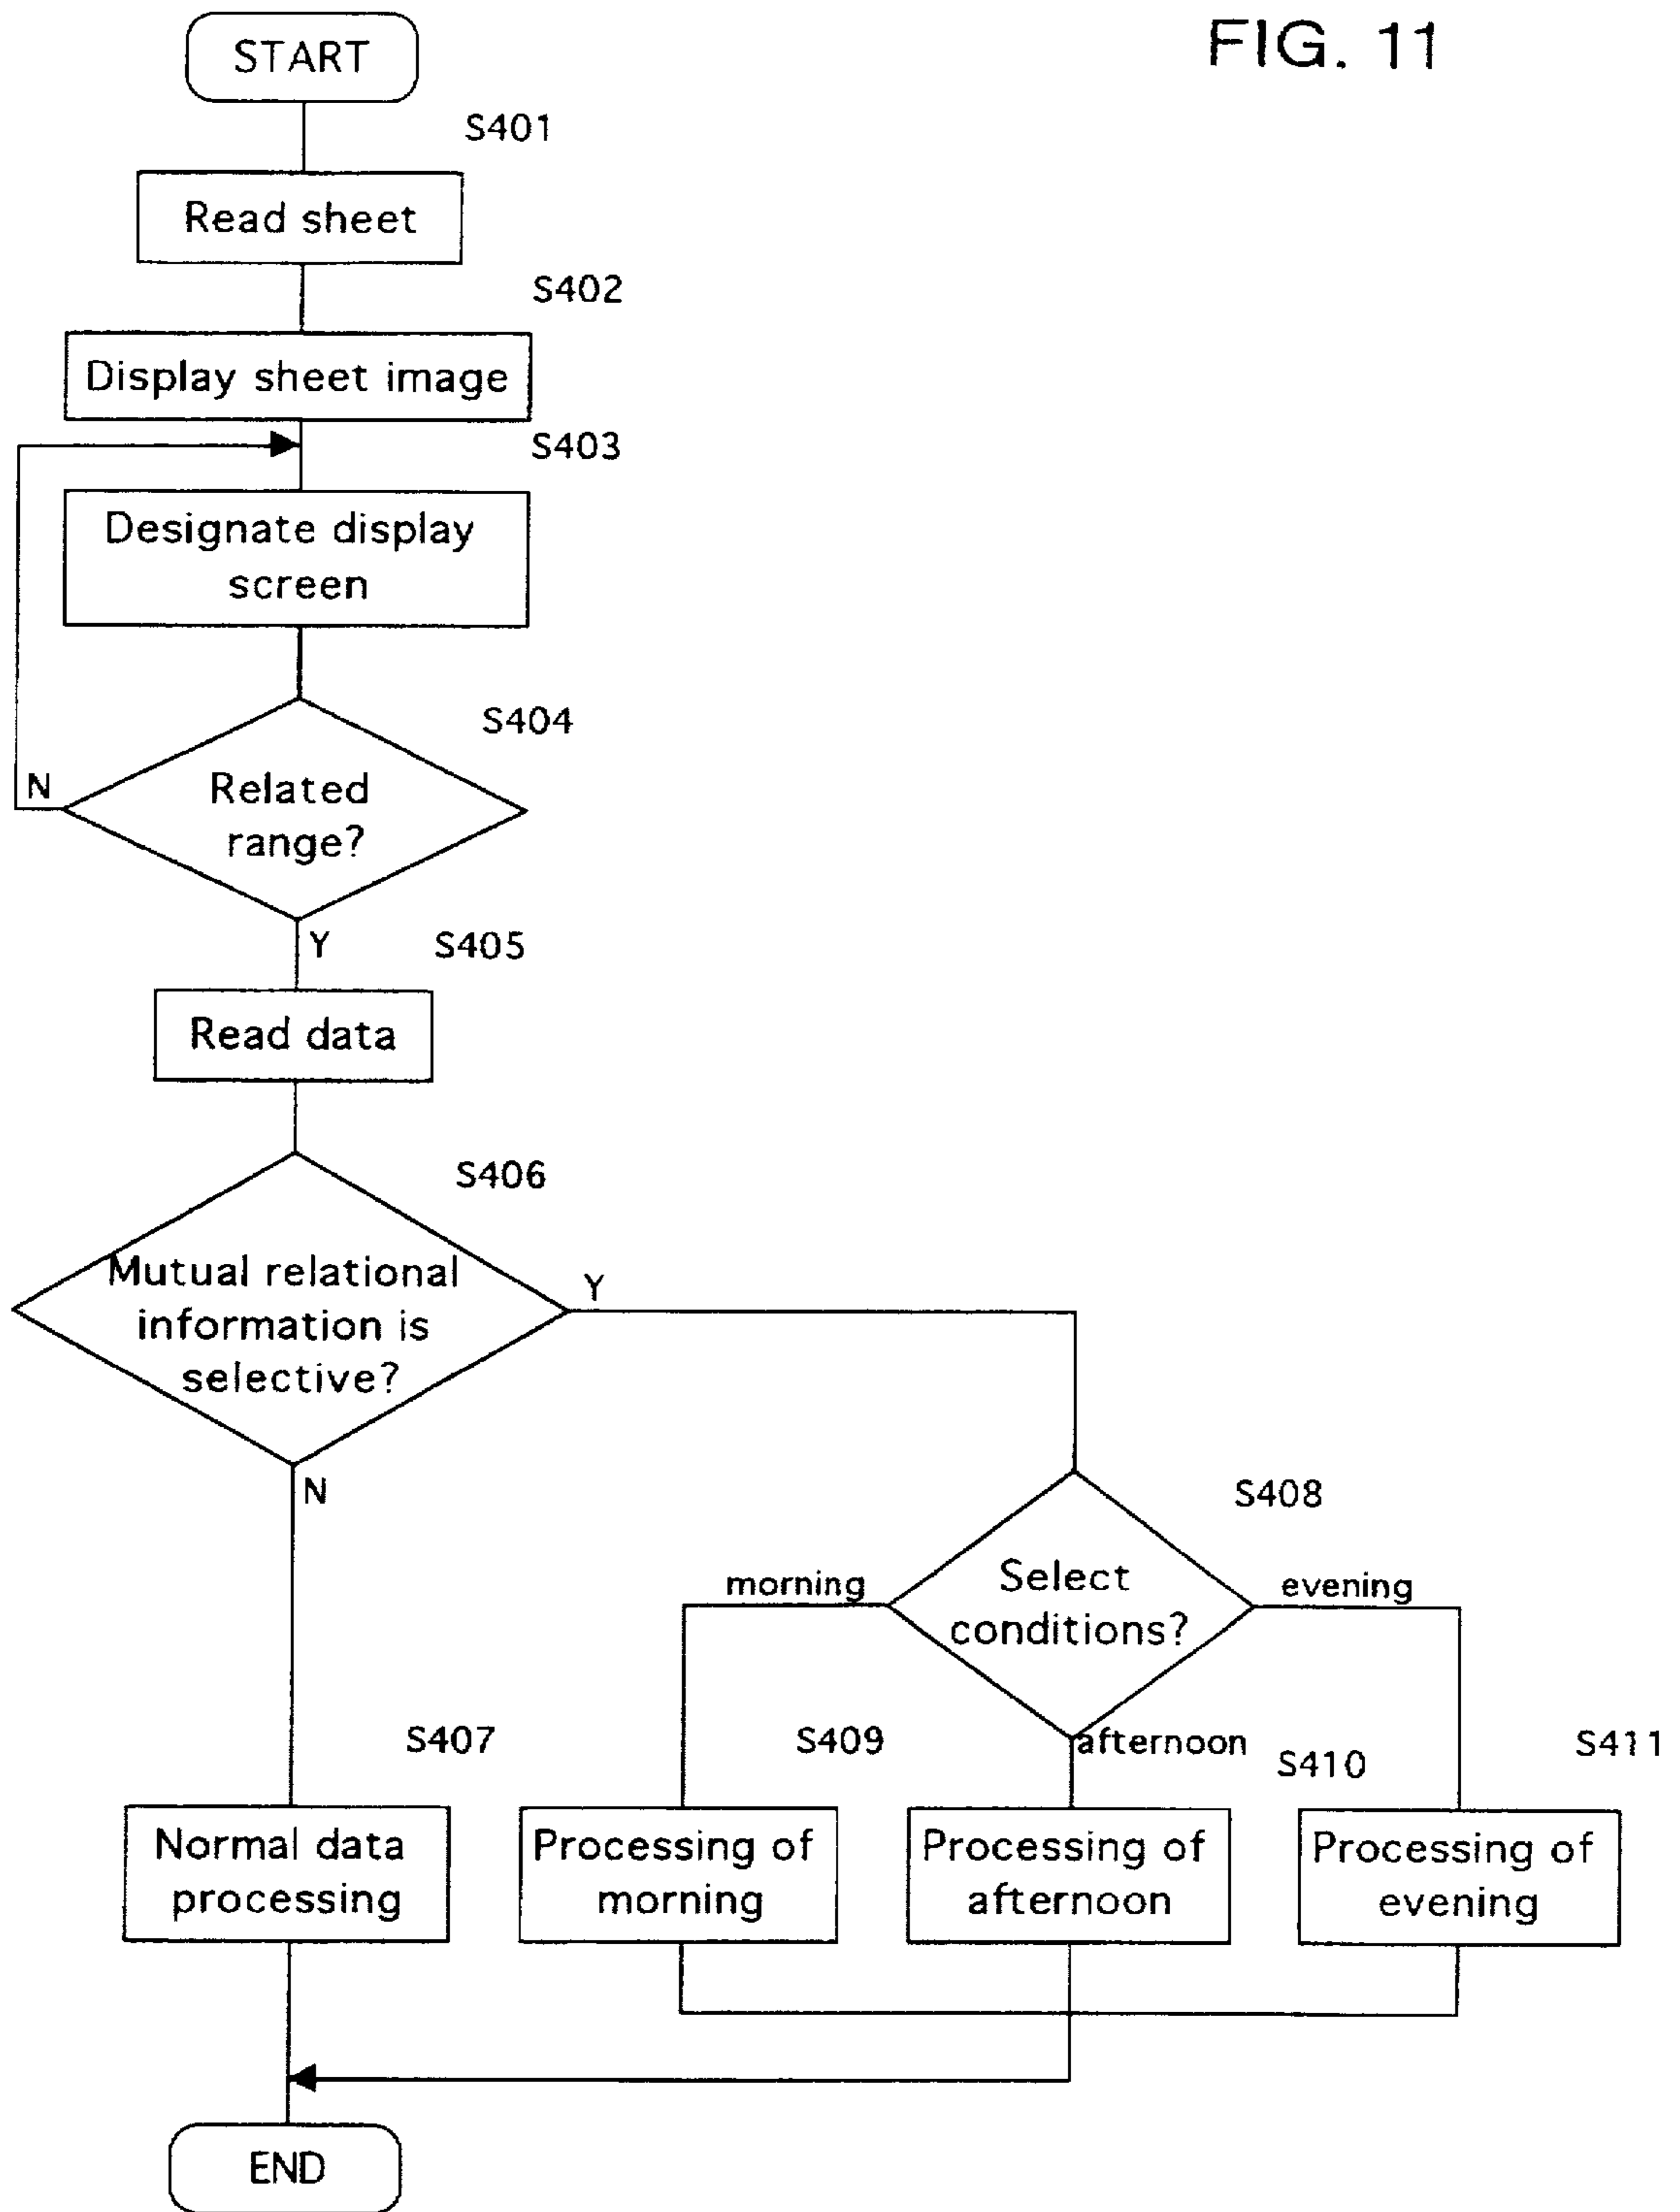 FIG. 11
START
S401
Read sheet
S402
Display sheet image
S403
Designate display
screen
S404
Related
range?
N
Y
S405
Read data
S406
Mutual relational
information is
selective?
Y
N
S408
Select
conditions?
morning
evening
afternoon
S407
Normal data
processing
S409
Processing of
morning
S410
Processing of
afternoon
S411
Processing of
evening
END